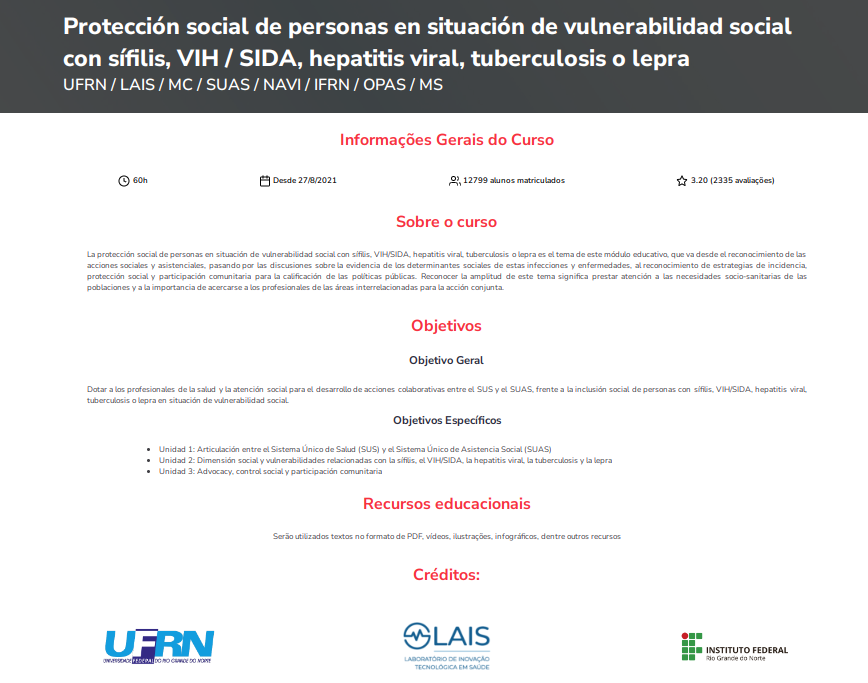 Protección social de personas en situación de vulnerabilidad social
con sífilis, VIH / SIDA, hepatitis viral, tuberculosis o lepra
UFRN / LAIS / MC / SUAS / NAVI / IFRN / OPAS / MS
Informações Gerais do Curso
60h
Desde 27/8/2021
12799 alunos matriculados
3.20 (2335 avaliações)
Sobre o curso
La protección social de personas en situación de vulnerabilidad social con sífilis, VIH/SIDA, hepatitis viral, tuberculosis o lepra es el tema de este módulo educativo, que va desde el reconocimiento de las
acciones sociales y asistenciales, pasando por las discusiones sobre la evidencia de los determinantes sociales de estas infecciones y enfermedades, al reconocimiento de estrategias de incidencia,
protección social y participación comunitaria para la calificación de las políticas públicas. Reconocer la amplitud de este tema significa prestar atención a las necesidades socio-sanitarias de las
poblaciones y a la importancia de acercarse a los profesionales de las áreas interrelacionadas para la acción conjunta.
Objetivos
Objetivo Geral
Dotar a los profesionales de la salud y la atención social para el desarrollo de acciones colaborativas entre el SUS y el SUAS, frente a la inclusión social de personas con sífilis, VIH/SIDA, hepatitis viral,
tuberculosis o lepra en situación de vulnerabilidad social.
Objetivos Específicos
• Unidad 1: Articulación entre el Sistema Único de Salud (SUS) y el Sistema Único de Asistencia Social (SUAS)
• Unidad 2: Dimensión social y vulnerabilidades relacionadas con la sífilis, el VIH/SIDA, la hepatitis viral, la tuberculosis y la lepra
• Unidad 3: Advocacy, control social y participación comunitaria
Recursos educacionais
Serão utilizados textos no formato de PDF, vídeos, ilustrações, infográficos, dentre outros recursos
Créditos:
UFRN
UNIVERSIDADE FEDERAL DO RIO GRANDE DO NORTE
LAIS
LABORATÓRIO DE INOVAÇÃO
TECNOLÓGICA EM SAÚDE
INSTITUTO FEDERAL
Rio Grande do Norte